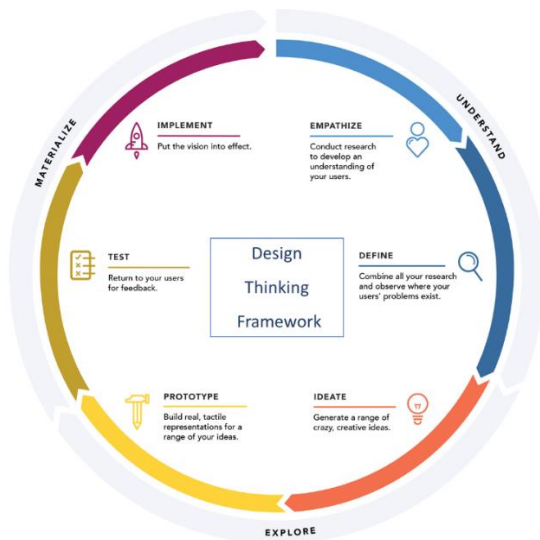 UNDERSTAND
EMPATHIZE
Conduct research
to develop an
understanding of
your users.
DEFINE
Combine all your research
and observe where your
users' problems exist.
EXPLORE
IDEATE
Generate a range of
crazy, creative ideas.
PROTOTYPE
Build real, tactile
representations for a
range of your ideas.
MATERIALIZE
TEST
Return to your users
for feedback.
IMPLEMENT
Put the vision into effect.
Design
Thinking
Framework